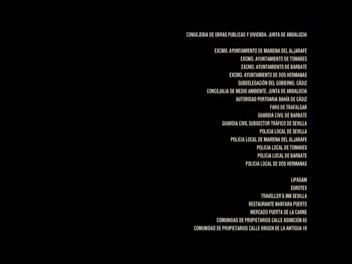 CONSEJERIA DE OBRAS PUBLICAS Y VIVIENDA. JUNTA DE ANDALUCIA
EXCMO. AYUNTAMIENTO DE MAIRENA DEL ALJARAFE
EXCMO. AYUNTAMIENTO DE TOMARES
EXCMO. AYUNTAMIENTO DE BARBATE
EXCMO. AYUNTAMIENTO DE DOS HERMANAS
SUBDELEGACIÓN DEL GOBIERNO. CÁDIZ
CONCEJALIA DE MEDIO AMBIENTE. JUNTA DE ANDALUCIA
AUTORIDAD PORTUARIA BAHÍA DE CÁDIZ
FARO DE TRAFALGAR
GUARDIA CIVIL DE BARBATE
GUARDIA CIVIL SUBSECTOR TRÁFICO DE SEVILLA
POLICIA LOCAL DE SEVILLA
POLICIA LOCAL DE MAIRENA DEL ALJARAFE
POLICIA LOCAL DE TOMARES
POLICIA LOCAL DE BARBATE
POLICIA LOCAL DE DOS HERMANAS
LIPASAM
EUROTEX
TRAVELLER'S INN SEVILLA
RESTAURANTE NANTARA PUERTO
MERCADO PUERTA DE LA CARNE
COMUNIDAD DE PROPIETARIOS CALLE ASUNCIÓN 65
COMUNIDAD DE PROPIETARIOS CALLE VIRGEN DE LA ANTIGUA 19